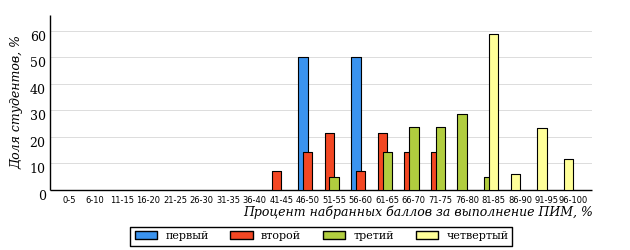 Доля студентов, %
60
50
40
30
20
10
0
0-5 6-10 11-15 16-20 21-25 26-30 31-35 36-40 41-45 46-50 51-55 56-60 61-65 66-70 71-75 76-80 81-85 86-90 91-95 96-100
Процент набранных баллов за выполнение ПИМ, %
первый второй третий четвертый